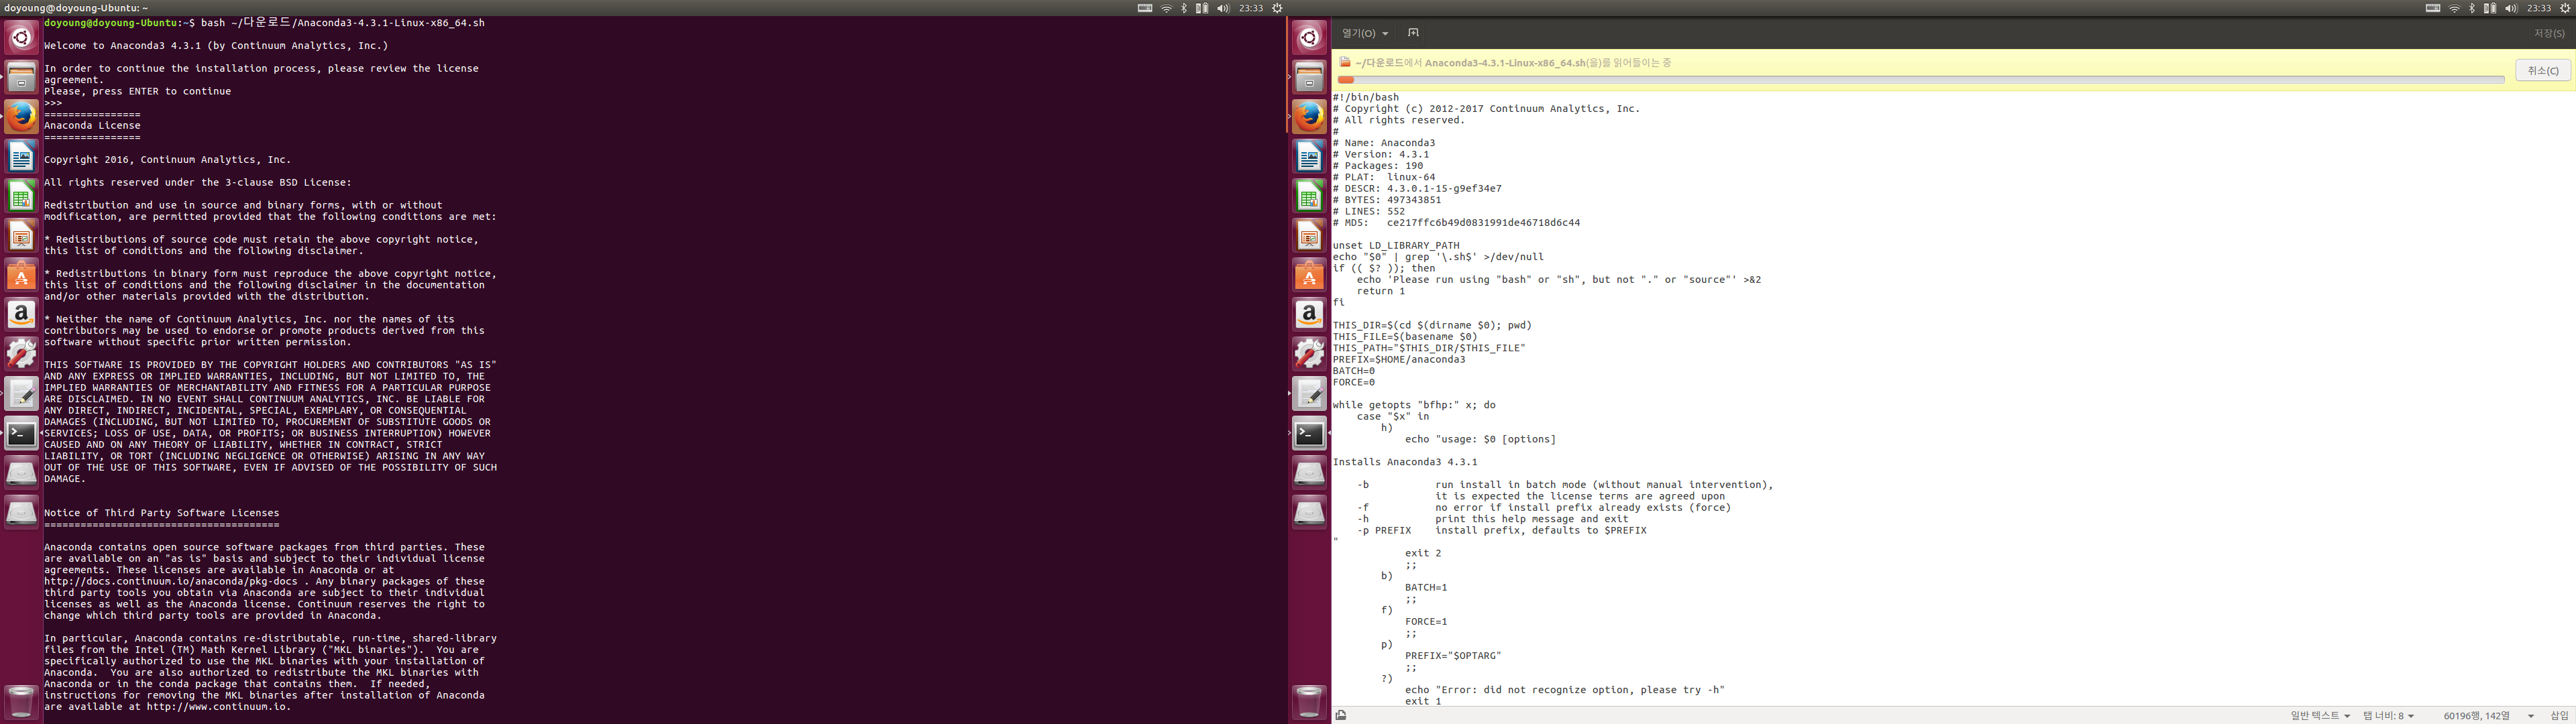 doyoung@doyoung-Ubuntu: ~
23:33
doyoung@doyoung-Ubuntu:~$ bash ~/다운로드/Anaconda3-4.3.1-Linux-x86_64.sh
Welcome to Anaconda3 4.3.1 (by Continuum Analytics, Inc.)
In order to continue the installation process, please review the license
agreement.
Please, press ENTER to continue
>>>
================
Anaconda License
================
Copyright 2016, Continuum Analytics, Inc.
All rights reserved under the 3-clause BSD License:
Redistribution and use in source and binary forms, with or without
modification, are permitted provided that the following conditions are met:
* Redistributions of source code must retain the above copyright notice,
this list of conditions and the following disclaimer.
* Redistributions in binary form must reproduce the above copyright notice,
this list of conditions and the following disclaimer in the documentation
and/or other materials provided with the distribution.
* Neither the name of Continuum Analytics, Inc. nor the names of its
contributors may be used to endorse or promote products derived from this
software without specific prior written permission.
THIS SOFTWARE IS PROVIDED BY THE COPYRIGHT HOLDERS AND CONTRIBUTORS "AS IS"
AND ANY EXPRESS OR IMPLIED WARRANTIES, INCLUDING, BUT NOT LIMITED TO, THE
IMPLIED WARRANTIES OF MERCHANTABILITY AND FITNESS FOR A PARTICULAR PURPOSE
ARE DISCLAIMED. IN NO EVENT SHALL CONTINUUM ANALYTICS, INC. BE LIABLE FOR
ANY DIRECT, INDIRECT, INCIDENTAL, SPECIAL, EXEMPLARY, OR CONSEQUENTIAL
DAMAGES (INCLUDING, BUT NOT LIMITED TO, PROCUREMENT OF SUBSTITUTE GOODS OR
SERVICES; LOSS OF USE, DATA, OR PROFITS; OR BUSINESS INTERRUPTION) HOWEVER
CAUSED AND ON ANY THEORY OF LIABILITY, WHETHER IN CONTRACT, STRICT
LIABILITY, OR TORT (INCLUDING NEGLIGENCE OR OTHERWISE) ARISING IN ANY WAY
OUT OF THE USE OF THIS SOFTWARE, EVEN IF ADVISED OF THE POSSIBILITY OF SUCH
DAMAGE.
Notice of Third Party Software Licenses
=======================================
Anaconda contains open source software packages from third parties. These
are available on an "as is" basis and subject to their individual license
agreements. These licenses are available in Anaconda or at
http://docs.continuum.io/anaconda/pkg-docs . Any binary packages of these
third party tools you obtain via Anaconda are subject to their individual
licenses as well as the Anaconda license. Continuum reserves the right to
change which third party tools are provided in Anaconda.
In particular, Anaconda contains re-distributable, run-time, shared-library
files from the Intel (TM) Math Kernel Library ("MKL binaries").  You are
specifically authorized to use the MKL binaries with your installation of
Anaconda.  You are also authorized to redistribute the MKL binaries with
Anaconda or in the conda package that contains them.  If needed,
instructions for removing the MKL binaries after installation of Anaconda
are available at http://www.continuum.io.
23:33
열기(O)
저장(S)
~/다운로드에서 Anaconda3-4.3.1-Linux-x86_64.sh(을)를 읽어들이는 중
취소(C)
#!/bin/bash
# Copyright (c) 2012-2017 Continuum Analytics, Inc.
# All rights reserved.
#
# Name: Anaconda3
# Version: 4.3.1
# Packages: 190
# PLAT:  linux-64
# DESCR: 4.3.0.1-15-g9ef34e7
# BYTES: 497343851
# LINES: 552
# MD5:   ce217ffc6b49d0831991de46718d6c44
unset LD_LIBRARY_PATH
echo "$0" | grep '\.sh$' >/dev/null
if (( $? )); then
    echo 'Please run using "bash" or "sh", but not "." or "source"' >&2
    return 1
fi
THIS_DIR=$(cd $(dirname $0); pwd)
THIS_FILE=$(basename $0)
THIS_PATH="$THIS_DIR/$THIS_FILE"
PREFIX=$HOME/anaconda3
BATCH=0
FORCE=0
while getopts "bfhp:" x; do
    case "$x" in
        h)
            echo "usage: $0 [options]
Installs Anaconda3 4.3.1
    -b           run install in batch mode (without manual intervention),
                 it is expected the license terms are agreed upon
    -f           no error if install prefix already exists (force)
    -h           print this help message and exit
    -p PREFIX    install prefix, defaults to $PREFIX
"
            exit 2
            ;;
        b)
            BATCH=1
            ;;
        f)
            FORCE=1
            ;;
        p)
            PREFIX="$OPTARG"
            ;;
        ?)
            echo "Error: did not recognize option, please try -h"
            exit 1
일반 텍스트 탭 너비: 8 60196행, 142열 삽입